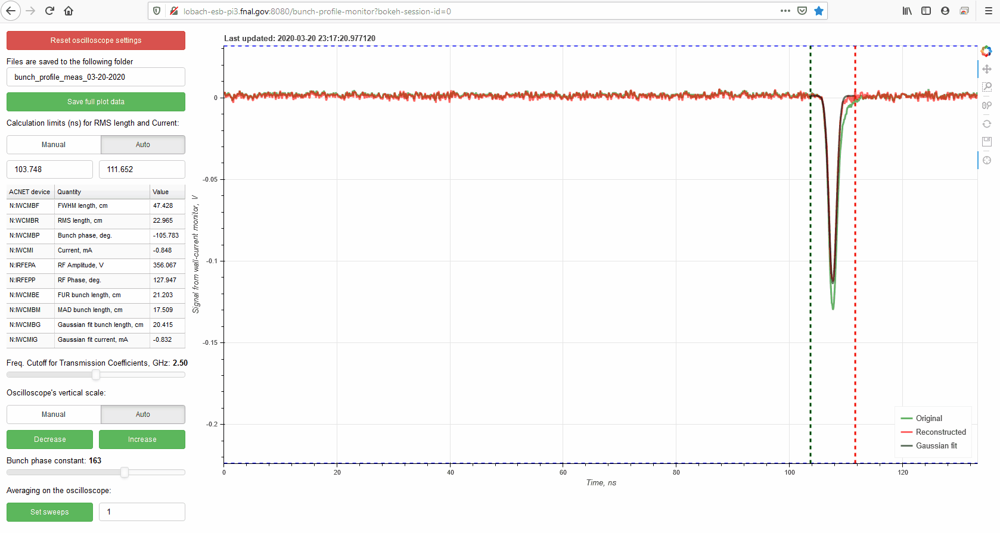 lobach-esb-pi3.fnal.gov:8080/bunch-profile-monitor?bokeh-session-id=0
Reset oscilloscope settings
Files are saved to the following folder
bunch_profile_meas_03-20-2020
Save full plot data
Calculation limits (ns) for RMS length and Current:
Manual Auto
103.748 111.652
ACNET device Quantity Value
N:IWCMBF FWHM length, cm 47.428
N:WCMBR RMS length, cm 22.965
N:IWCMBP Bunch phase, deg. -105.783
N:IWCMI Current, mA -0.848
N:IRFEPA RF Amplitude, V 356.067
N:IRFEPP RF Phase, deg. 127.947
N:IWCMBE FUR bunch length, cm 21.203
N:IWCMBM MAD bunch length, cm 17.509
N:IWCMBG Gaussian fit bunch length, cm 20.415
N:IWCMIG Gaussian fit current, mA -0.832
Freq. Cutoff for Transmission Coefficients, GHz: 2.50
Oscilloscope's vertical scale:
Manual Auto
Decrease Increase
Bunch phase constant: 163
Averaging on the oscilloscope:
Set sweeps 1
Last updated: 2020-03-20 23:17:20.977120
Signal from wall-current monitor, V
0
-0.05
-0.1
-0.15
-0.2
0 20 40 60 80 100 120
Time, ns
Original
Reconstructed
Gaussian fit